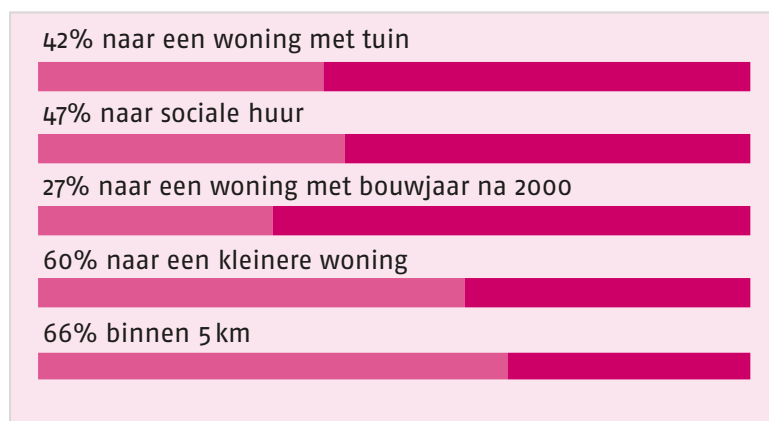 42% naar een woning met tuin
47% naar sociale huur
27% naar een woning met bouwjaar na 2000
60% naar een kleinere woning
66% binnen 5 km